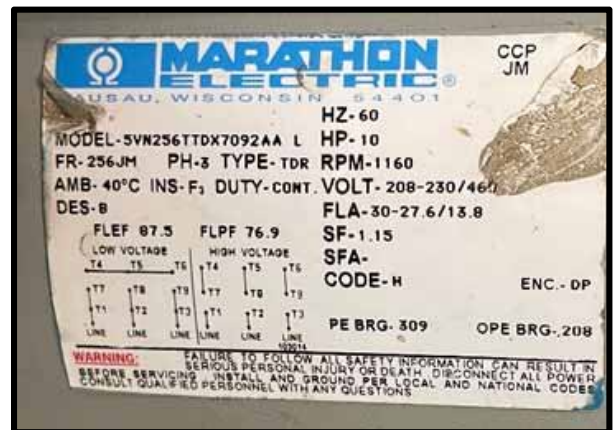 MARATHON
ELECTRIC®
WAUSAU, WISCONSIN 54401
CCP
JM
HZ-60
MODEL-5VN256TTDX7092AA L HP-10
FR-256JM PH-3 TYPE-TDR RPM-1160
AMB-40°C INS-F3 DUTY-CONT. VOLT-208-230/460
DES-B FLA-30-27.6/13.8
FLEF 87.5 FLPF 76.9 SF-1.15
LOW VOLTAGE HIGH VOLTAGE SFA-
T4 T5 T6 T4 T5 T6 CODE-H ENC.-DP
T7 T8 T9 T7 T8 T9
T1 T2 T3 T1 T2 T3 PE BRG-309 OPE BRG-208
LINE LINE LINE LINE LINE LINE
WARNING: FAILURE TO FOLLOW ALL SAFETY INFORMATION CAN RESULT IN
SERIOUS PERSONAL INJURY OR DEATH. DISCONNECT ALL POWER
BEFORE SERVICING. INSTALL AND GROUND PER LOCAL AND NATIONAL CODES
CONSULT QUALIFIED PERSONNEL WITH ANY QUESTIONS